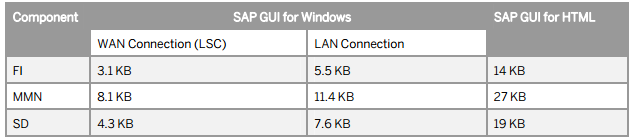 Component SAP GUI for Windows SAP GUI for HTML
WAN Connection (LSC) LAN Connection
FI 3.1 KB 5.5 KB 14 KB
MMN 8.1 KB 11.4 KB 27 KB
SD 4.3 KB 7.6 KB 19 KB